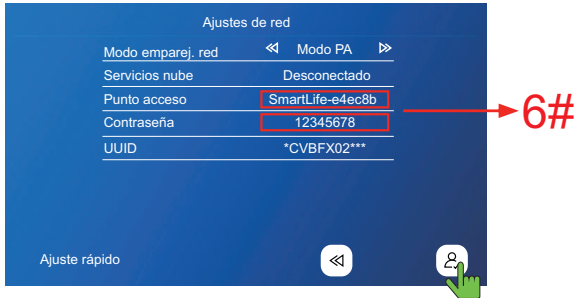 Ajustes de red
Modo emparej. red Modo PA
Servicios nube Desconectado
Punto acceso SmartLife-e4ec8b
Contraseña 12345678
6#
UUID *CVBFX02***
Ajuste rápido